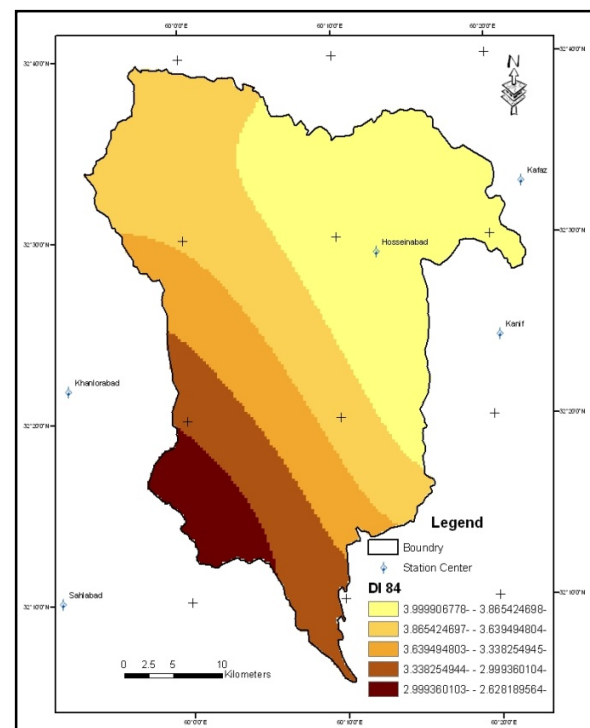 60°0'0"E 60°10'0"E 60°20'0"E
32°40'0"N 32°40'0"N
N
Kafaz
Hosseinabad
32°30'0"N 32°30'0"N
Kanif
Khanlorabad
32°20'0"N 32°20'0"N
Legend
Boundry
Station Center
Sahlabad
32°10'0"N 32°10'0"N
DI 84
3.999906778- - 3.865424698-
3.865424697- - 3.639494804-
3.639494803- - 3.338254945-
3.338254944- - 2.999360104-
2.999360103- - 2.628189564-
0 2.5 5 10
Kilometers
60°0'0"E 60°10'0"E 60°20'0"E